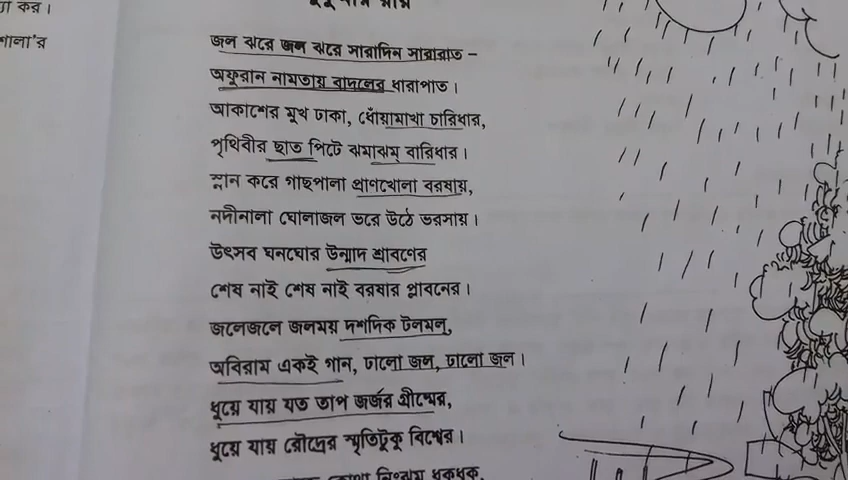 া কর।
শালা'র
জল ঝরে জল ঝরে সারাদিন সারারাত –
অফুরান নামতায় বাদলের ধারাপাত।
আকাশের মুখ ঢাকা, ধোঁয়ামাখা চারিধার,
পৃথিবীর ছাত পিটে ঝমাঝম্ বারিধার।
স্নান করে গাছপালা প্রাণখোলা বরষায়,
নদীনালা ঘোলাজল ভরে উঠে ভরসায়।
উৎসব ঘনঘোর উন্মাদ শ্রাবণের
শেষ নাই শেষ নাই বরষার প্লাবনের।
জলেজলে জলময় দশদিক টলমল্,
অবিরাম একই গান, ঢালো জল, ঢালো জল।
ধুয়ে যায় যত তাপ জর্জর গ্রীষ্মের,
ধুয়ে যায় রৌদ্রের স্মৃতিটুকু বিশ্বের।